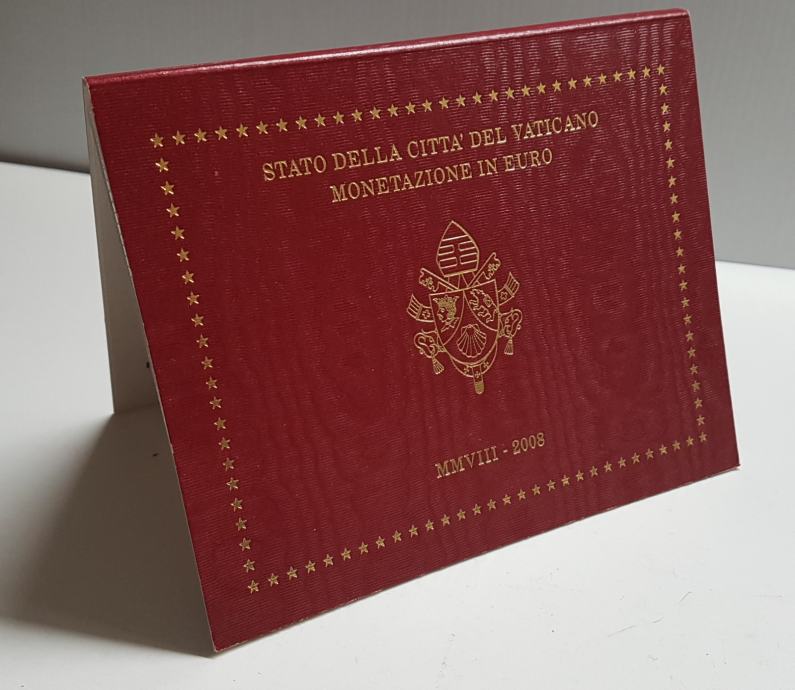 STATO DELLA CITTA' DEL VATICANO
MONETAZIONE IN EURO
MMVIII - 2008